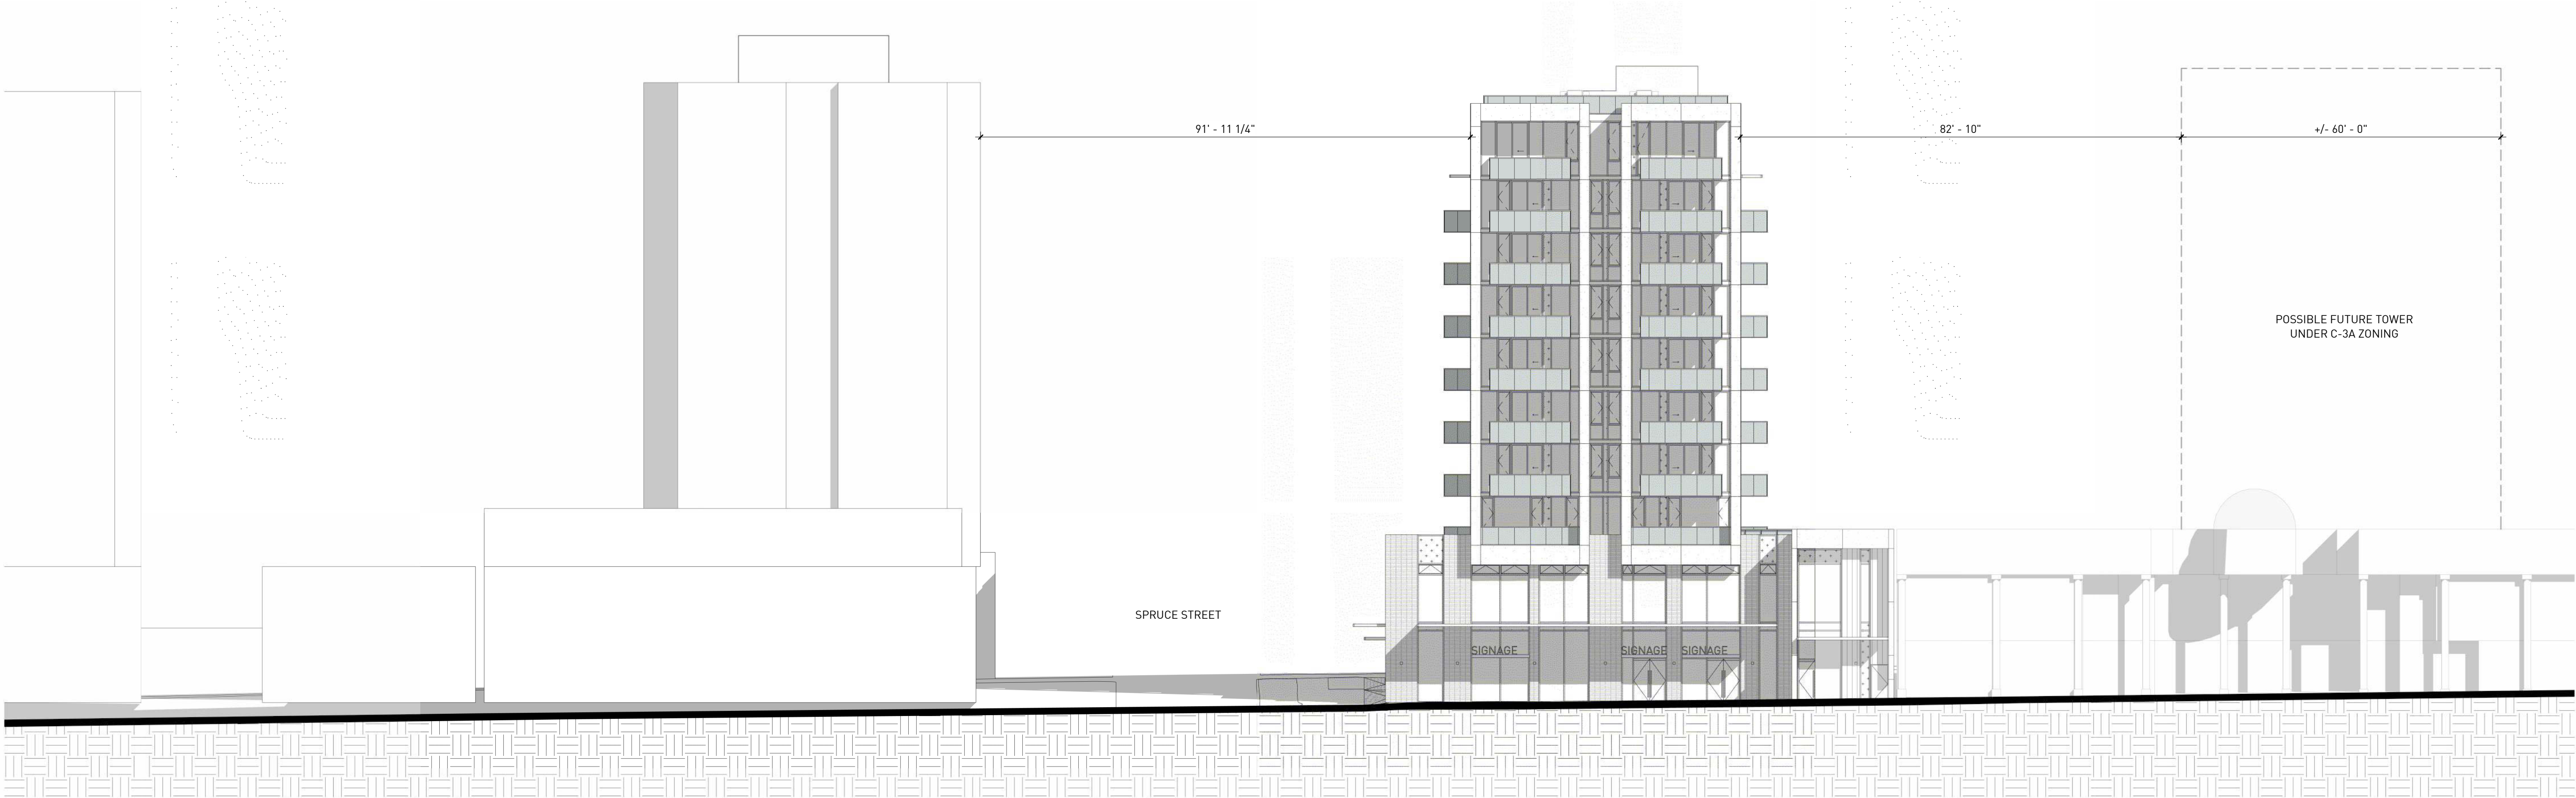 91' - 11 1/4"
82' - 10"
+/- 60' - 0"
POSSIBLE FUTURE TOWER
UNDER C-3A ZONING
SPRUCE STREET
SIGNAGE
SIGNAGE
SIGNAGE